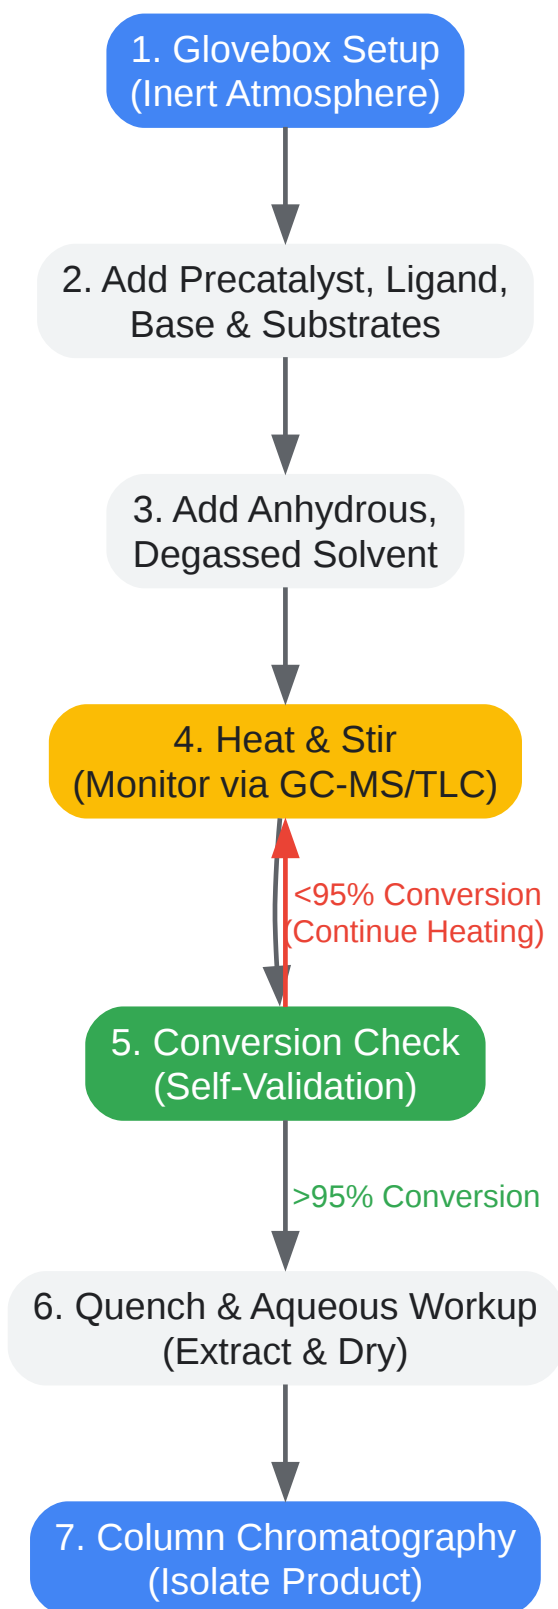 1. Glovebox Setup
(Inert Atmosphere)
2. Add Precatalyst, Ligand,
Base & Substrates
3. Add Anhydrous,
Degassed Solvent
4. Heat & Stir
(Monitor via GC-MS/TLC)
<95% Conversion
(Continue Heating)
5. Conversion Check
(Self-Validation)
>95% Conversion
6. Quench & Aqueous Workup
(Extract & Dry)
7. Column Chromatography
(Isolate Product)